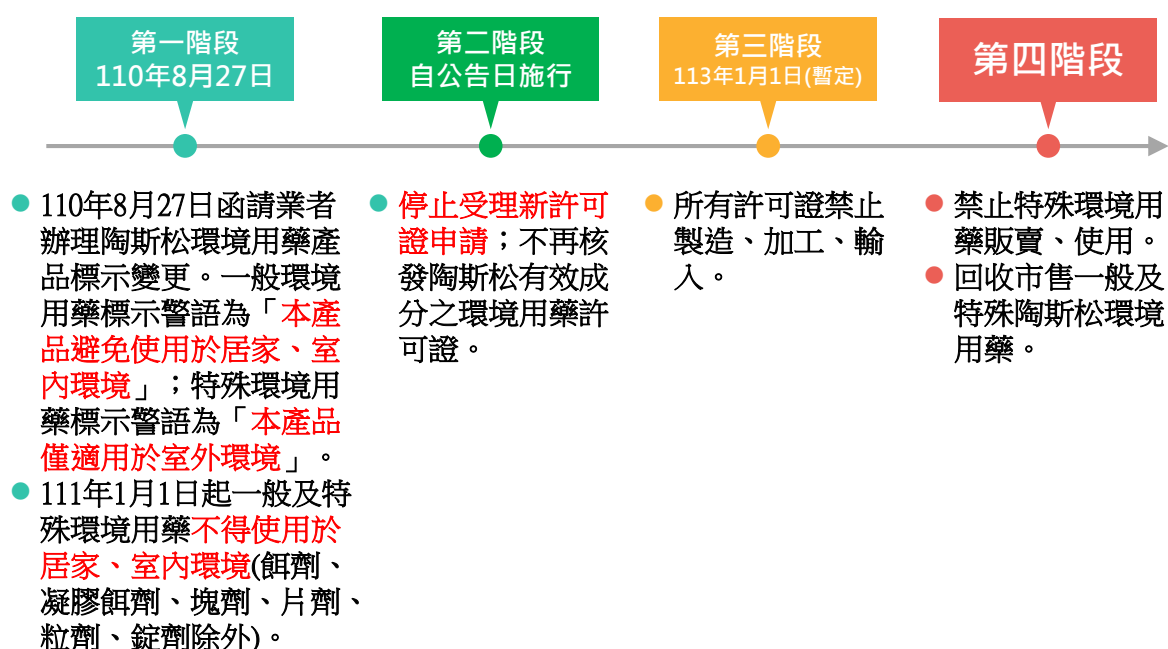 第一階段
110年8月27日
110年8月27日函請業者
辦理陶斯松環境用藥產
品標示變更。一般環境
用藥標示警語為「本產
品避免使用於居家、室
內環境」；特殊環境用
藥標示警語為「本產品
僅適用於室外環境」。
111年1月1日起一般及特
殊環境用藥不得使用於
居家、室內環境(餌劑、
凝膠餌劑、塊劑、片劑、
粒劑、錠劑除外)。
第二階段
自公告日施行
停止受理新許可
證申請；不再核
發陶斯松有效成
分之環境用藥許
可證。
第三階段
113年1月1日(暫定)
所有許可證禁止
製造、加工、輸
入。
第四階段
禁止特殊環境用
藥販賣、使用。
回收市售一般及
特殊陶斯松環境
用藥。